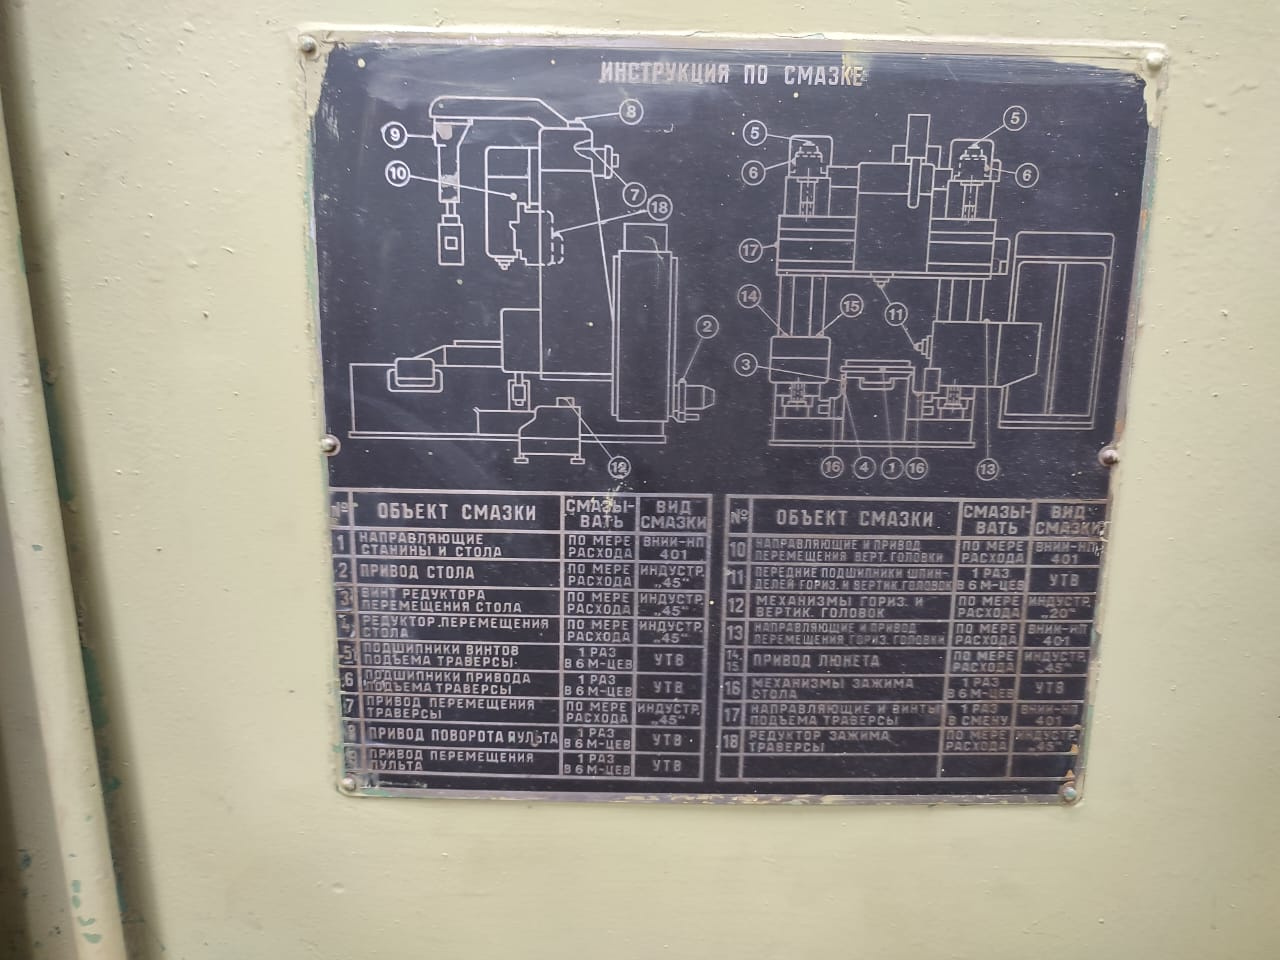 ИНСТРУКЦИЯ ПО СМАЗКЕ
9 8 10 7 18 2 12
5 5 6 6 17 14 15 11 3 16 4 1 16 13
№ ОБЪЕКТ СМАЗКИ СМАЗЫ-ВАТЬ ВИД СМАЗКИ
1 НАПРАВЛЯЮЩИЕ СТАНИНЫ И СТОЛА ПО МЕРЕ РАСХОДА ВНИИ-НП 401
2 ПРИВОД СТОЛА ПО МЕРЕ РАСХОДА ИНДУСТР. „45“
3 ВИНТ РЕДУКТОРА ПЕРЕМЕЩЕНИЯ СТОЛА ПО МЕРЕ РАСХОДА ИНДУСТР. „45“
4 РЕДУКТОР.ПЕРЕМЕЩЕНИЯ СТОЛА ПО МЕРЕ РАСХОДА ИНДУСТР. „45“
5 ПОДШИПНИКИ ВИНТОВ ПОДЪЕМА ТРАВЕРСЫ. 1 РАЗ В 6 М-ЦЕВ УТВ
6 ПОДШИПНИКИ ПРИВОДА ПОДЪЕМА ТРАВЕРСЫ 1 РАЗ В 6 М-ЦЕВ УТВ
7 ПРИВОД ПЕРЕМЕЩЕНИЯ ТРАВЕРСЫ ПО МЕРЕ РАСХОДА ИНДУСТР. „45“
8 ПРИВОД ПОВОРОТА ПУЛЬТА 1 РАЗ В 6 М-ЦЕВ УТВ
9 ПРИВОД ПЕРЕМЕЩЕНИЯ ПУЛЬТА 1 РАЗ В 6 М-ЦЕВ УТВ
№ ОБЪЕКТ СМАЗКИ СМАЗЫ-ВАТЬ ВИД СМАЗКИ
10 НАПРАВЛЯЮЩИЕ И ПРИВОД ПЕРЕМЕЩЕНИЯ ВЕРТ. ГОЛОВКИ ПО МЕРЕ РАСХОДА ВНИИ-НП 401
11 ПЕРЕДНИЕ ПОДШИПНИКИ ШПИН-ДЕЛЕЙ ГОРИЗ. И ВЕРТИК. ГОЛОВОК 1 РАЗ В 6 М-ЦЕВ УТВ
12 МЕХАНИЗМЫ ГОРИЗ. И ВЕРТИК. ГОЛОВОК ПО МЕРЕ РАСХОДА ИНДУСТР. „20“
13 НАПРАВЛЯЮЩИЕ И ПРИВОД ПЕРЕМЕЩЕНИЯ ГОРИЗ. ГОЛОВКИ ПО МЕРЕ РАСХОДА ВНИИ-НП 401
14. 15. ПРИВОД ЛЮНЕТА ПО МЕРЕ РАСХОДА ИНДУСТР. „45“
16 МЕХАНИЗМЫ ЗАЖИМА СТОЛА 1 РАЗ В 6 М-ЦЕВ УТВ
17 НАПРАВЛЯЮЩИЕ И ВИНТЫ ПОДЪЕМА ТРАВЕРСЫ 1 РАЗ В СМЕНУ ВНИИ-НП 401
18 РЕДУКТОР ЗАЖИМА ТРАВЕРСЫ ПО МЕРЕ РАСХОДА ИНДУСТР. „45“